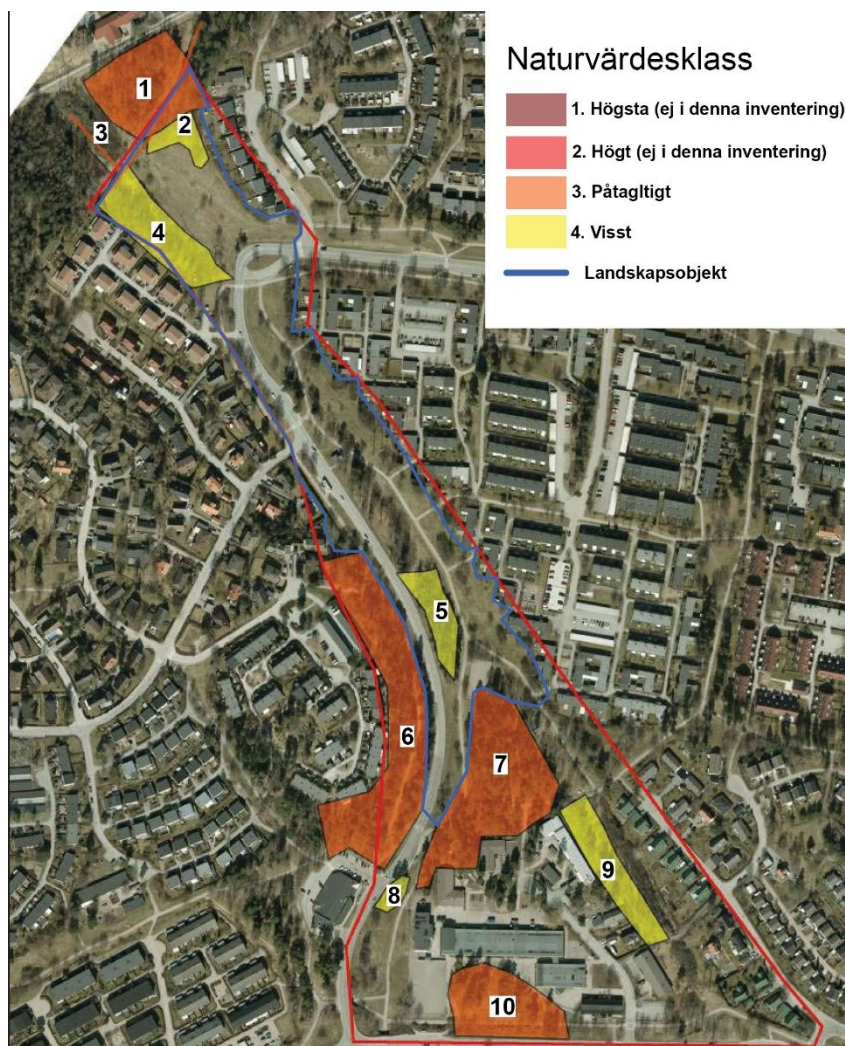 Naturvärdesklass
1. Högsta (ej i denna inventering)
2. Högt (ej i denna inventering)
3. Påtagltigt
4. Visst
Landskapsobjekt
1
2
3
4
5
6
7
8
9
10